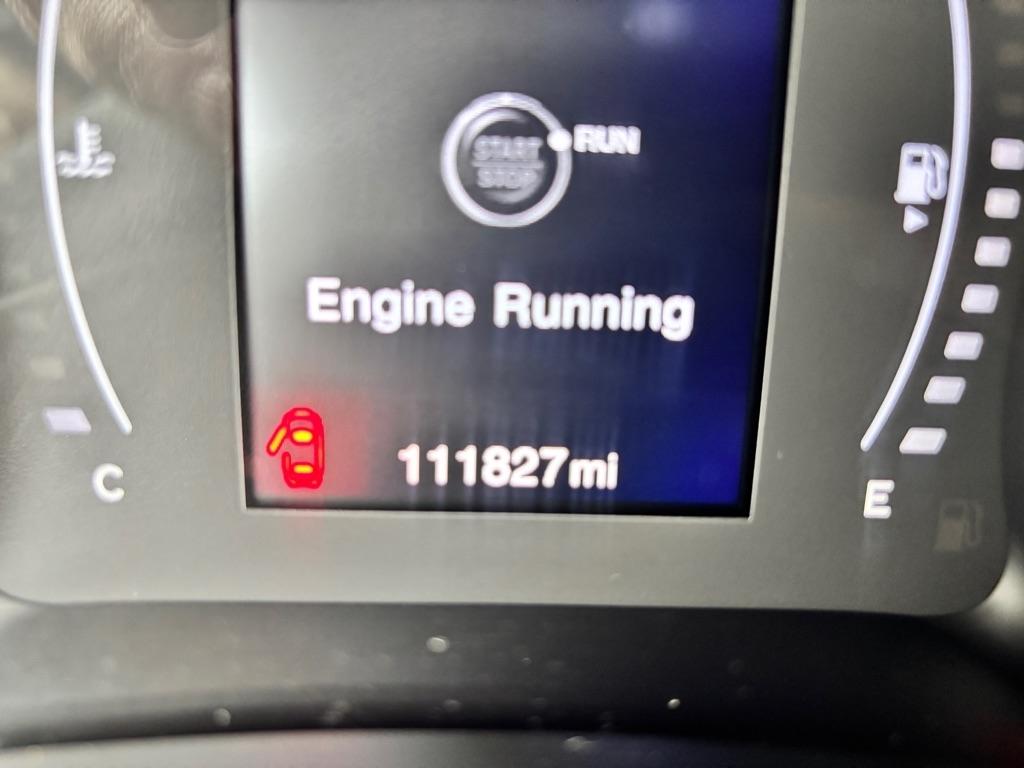 START
STOP
RUN
Engine Running
111827mi
C
E